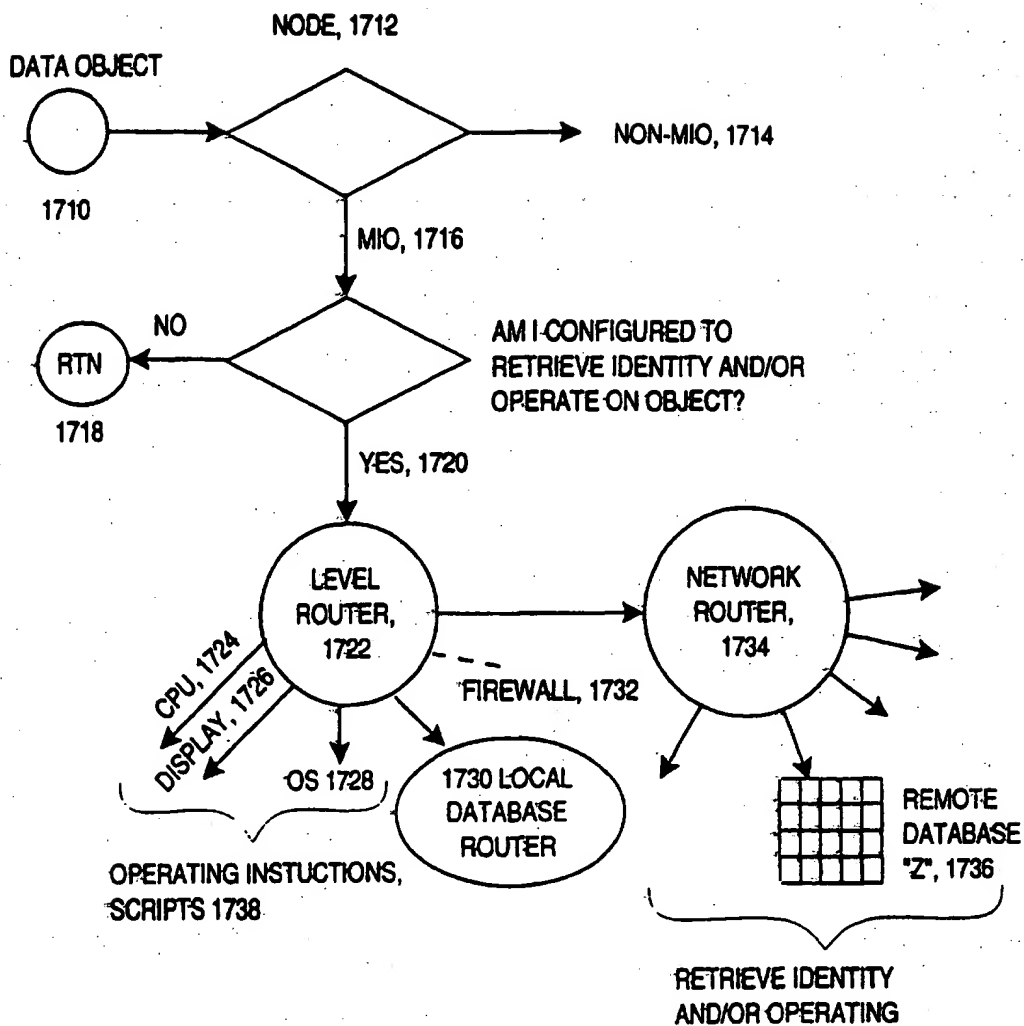 NODE, 1712
DATA OBJECT
1710
NON-MIO, 1714
MIO, 1716
NO
RTN
1718
AM I CONFIGURED TO
RETRIEVE IDENTITY AND/OR
OPERATE ON OBJECT?
YES, 1720
LEVEL
ROUTER,
1722
NETWORK
ROUTER,
1734
CPU, 1724
DISPLAY, 1726
OS 1728
FIREWALL, 1732
1730 LOCAL
DATABASE
ROUTER
REMOTE
DATABASE
"Z", 1736
OPERATING INSTUCTIONS,
SCRIPTS 1738
RETRIEVE IDENTITY
AND/OR OPERATING